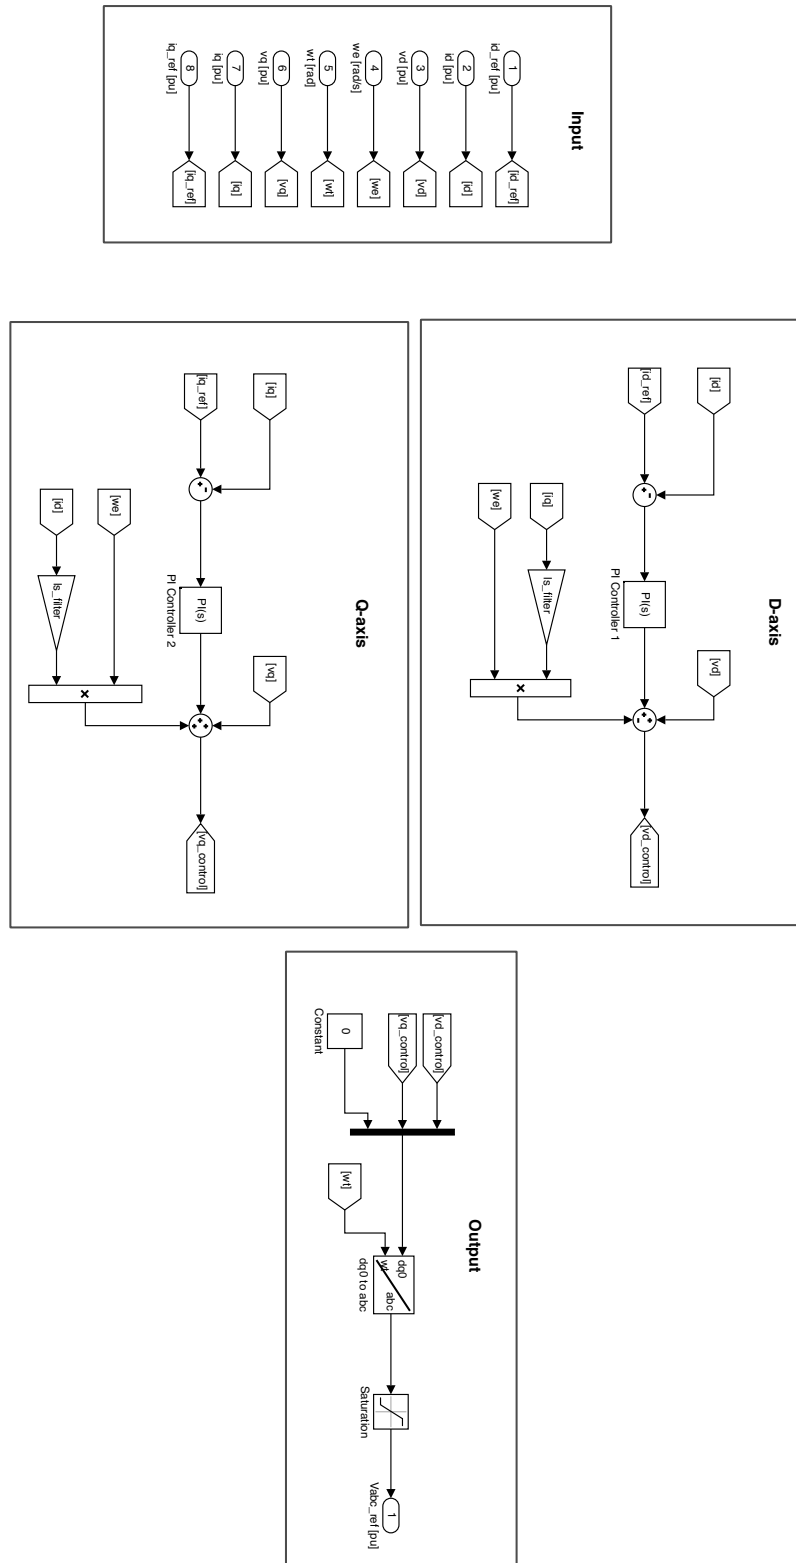 Input
1
id_ref [pu]
[id_ref]
2
id [pu]
[id]
3
vd [pu]
[vd]
4
we [rad/s]
[we]
5
wt [rad]
[wt]
6
vq [pu]
[vq]
7
iq [pu]
[iq]
8
iq_ref [pu]
[iq_ref]
D-axis
[id]
[vd]
[id_ref]
+
-
PI(s)
PI Controller 1
+
+
-
[vd_control]
[iq]
ls_filter
[we]
×
Q-axis
[iq]
[vq]
[iq_ref]
+
-
PI(s)
PI Controller 2
+
+
+
[vq_control]
[we]
[id]
ls_filter
×
Output
[vd_control]
[vq_control]
0
Constant
[wt]
dq0
abc
wt
dq0 to abc
Saturation
1
Vabc_ref [pu]